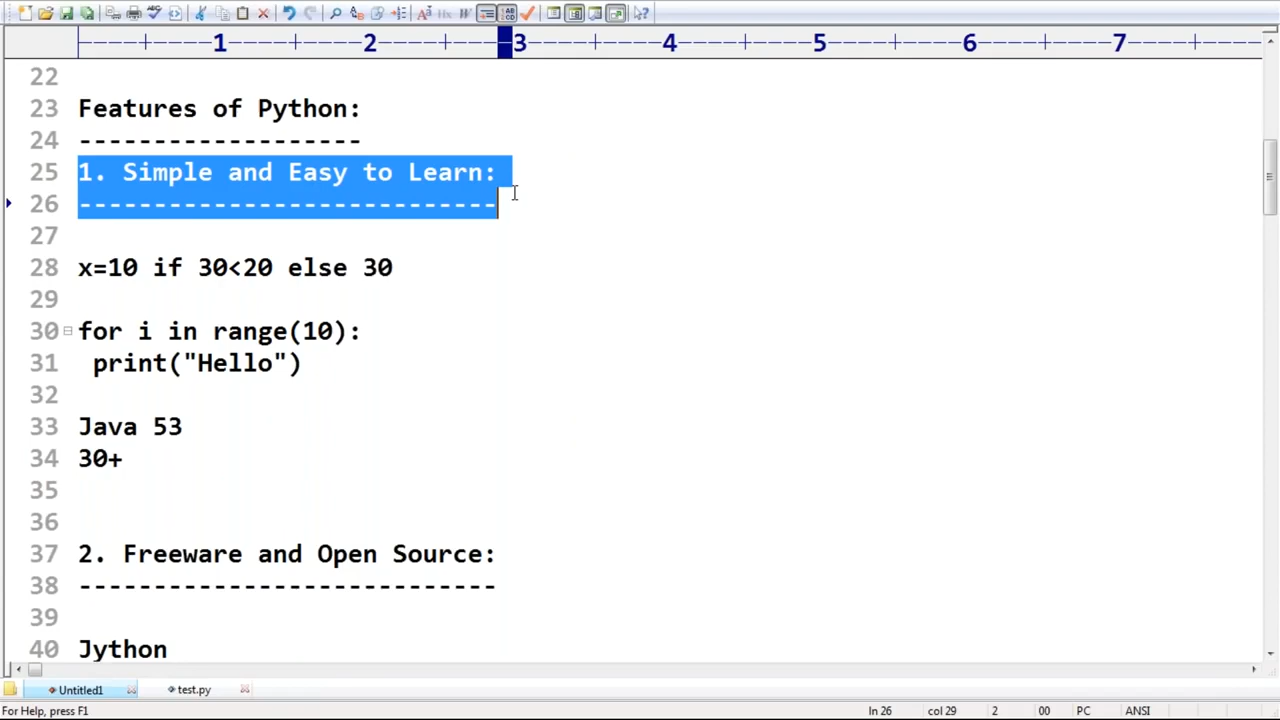 1 2 3 4 5 6 7
22
23 Features of Python:
24 -------------------
25 1. Simple and Easy to Learn:
26 ----------------------------
27
28 x=10 if 30<20 else 30
29
30 for i in range(10):
31  print("Hello")
32
33 Java 53
34 30+
35
36
37 2. Freeware and Open Source:
38 ----------------------------
39
40 Jython
Untitled1 test.py
For Help, press F1 ln 26 col 29 2 00 PC ANSI